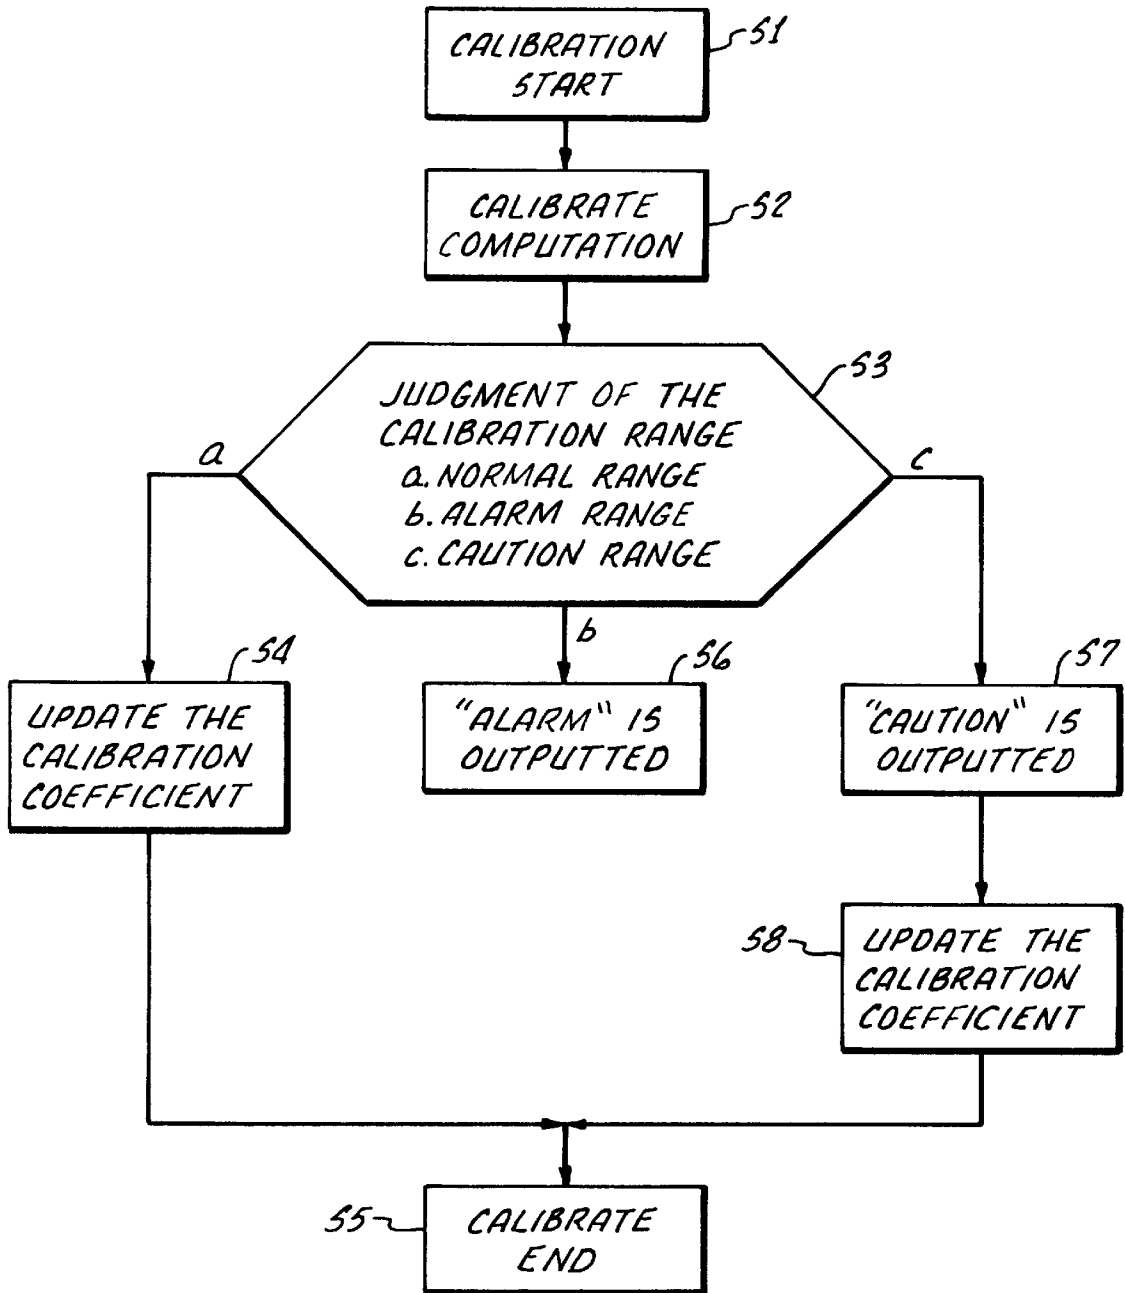 CALIBRATION
START
S1
CALIBRATE
COMPUTATION
S2
JUDGMENT OF THE
CALIBRATION RANGE
a. NORMAL RANGE
b. ALARM RANGE
c. CAUTION RANGE
S3
a
b
c
UPDATE THE
CALIBRATION
COEFFICIENT
S4
"ALARM" IS
OUTPUTTED
S6
"CAUTION" IS
OUTPUTTED
S7
S8
UPDATE THE
CALIBRATION
COEFFICIENT
S5
CALIBRATE
END